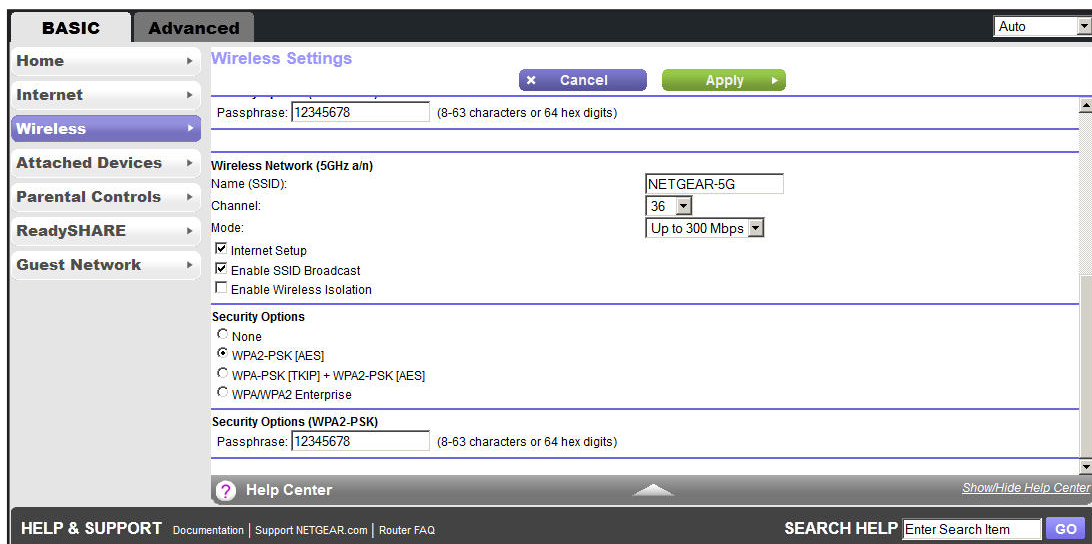 BASIC
Advanced
Auto
Home
Internet
Wireless
Attached Devices
Parental Controls
ReadySHARE
Guest Network
Wireless Settings
Cancel
Apply
Passphrase: 12345678 (8-63 characters or 64 hex digits)
Wireless Network (5GHz a/n)
Name (SSID): NETGEAR-5G
Channel: 36
Mode: Up to 300 Mbps
Internet Setup
Enable SSID Broadcast
Enable Wireless Isolation
Security Options
None
WPA2-PSK [AES]
WPA-PSK [TKIP] + WPA2-PSK [AES]
WPA/WPA2 Enterprise
Security Options (WPA2-PSK)
Passphrase: 12345678 (8-63 characters or 64 hex digits)
? Help Center
Show/Hide Help Center
HELP & SUPPORT Documentation | Support NETGEAR.com | Router FAQ
SEARCH HELP Enter Search Item GO